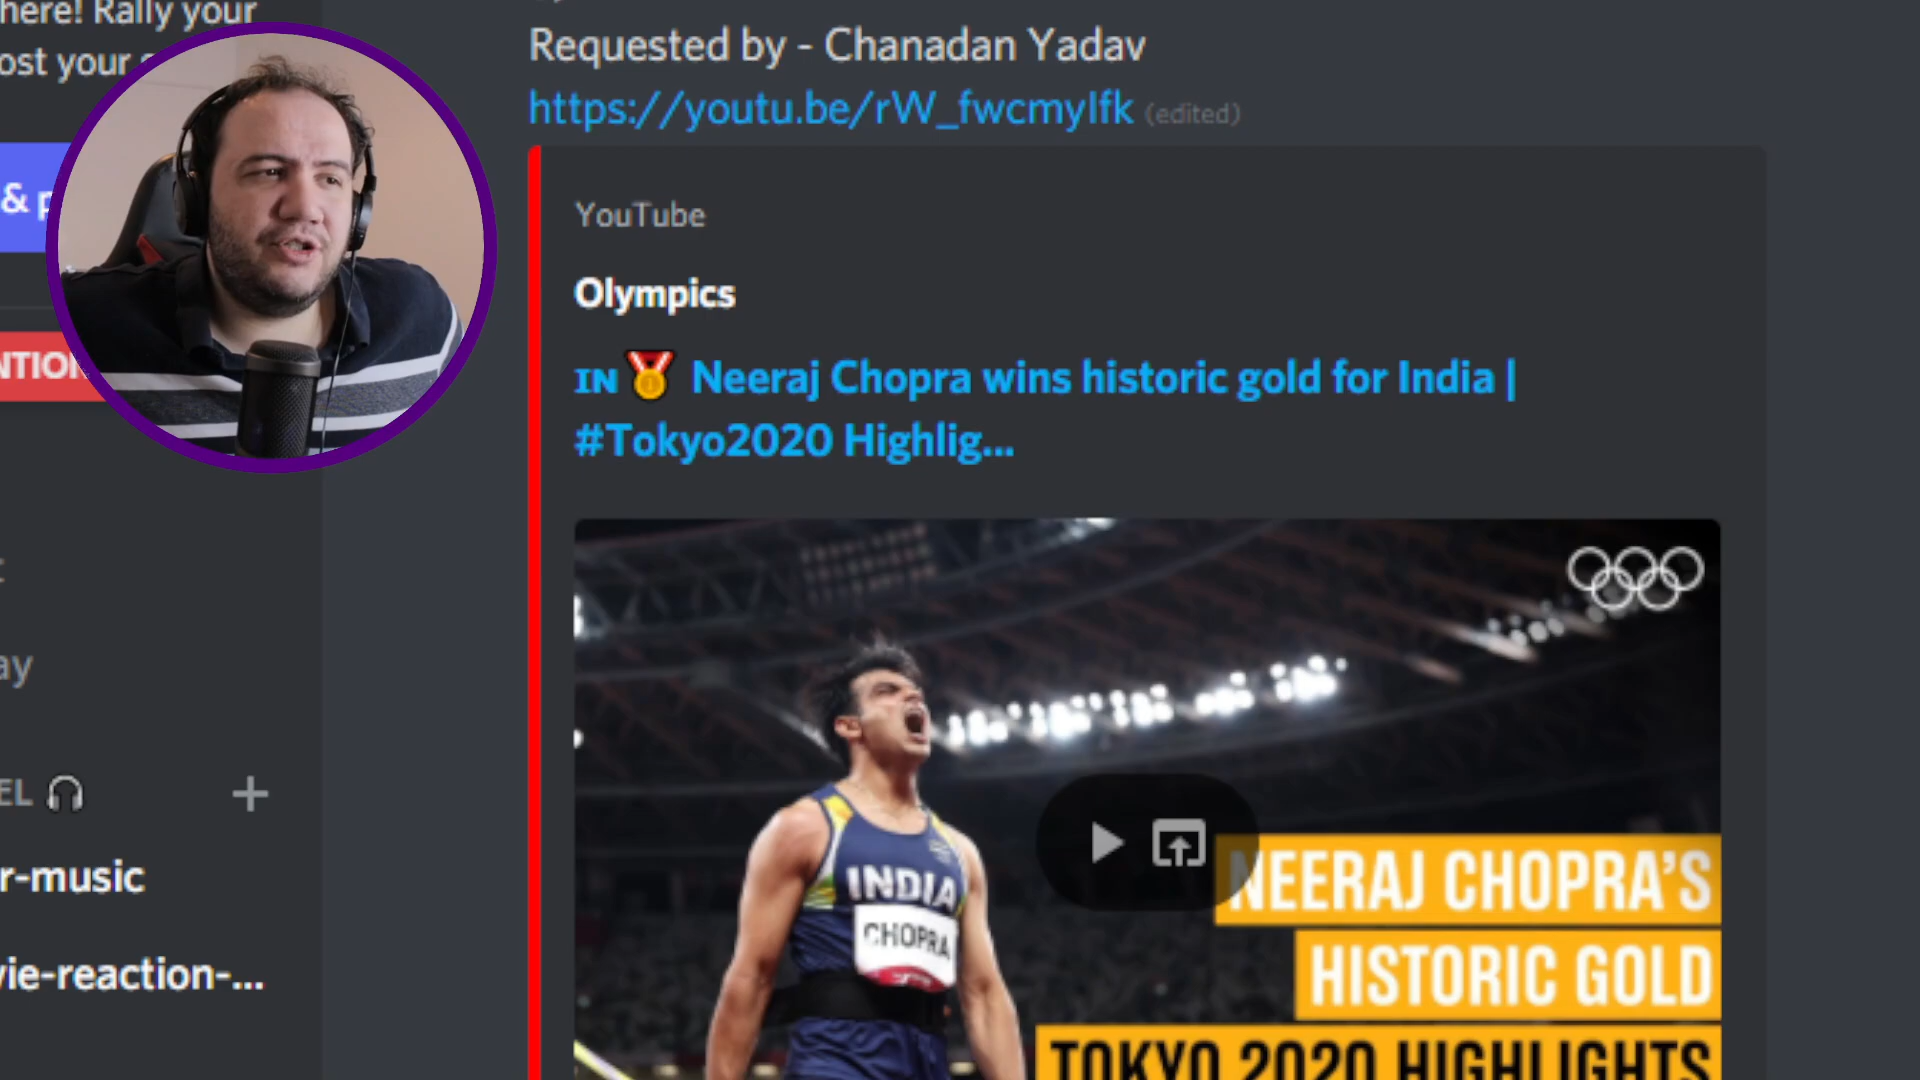 here! Rally your
ost your
Requested by - Chanadan Yadav
https://youtu.be/rW_fwcmylfk (edited)
& p
NTION
YouTube
Olympics
IN Neeraj Chopra wins historic gold for India |
#Tokyo2020 Highlig...
ay
EL
r-music
vie-reaction-...
INDIA
CHOPRA
NEERAJ CHOPRA'S
HISTORIC GOLD
TOKYO 2020 HIGHLIGHTS